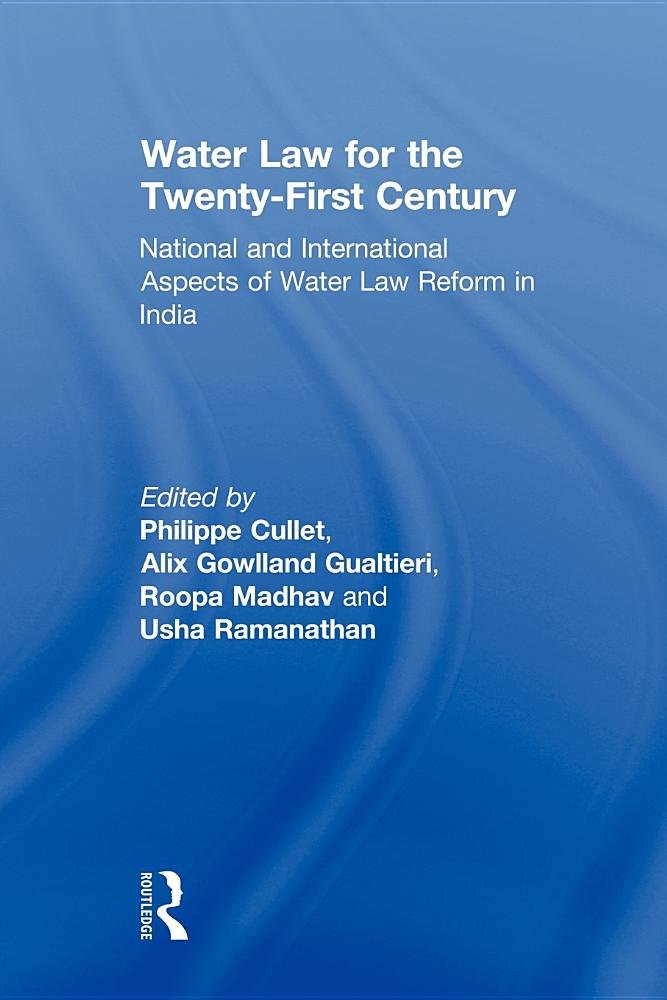 Water Law for the
Twenty-First Century
National and International
Aspects of Water Law Reform in
India
Edited by
Philippe Cullet,
Alix Gowlland Gualtieri,
Roopa Madhav and
Usha Ramanathan
ROUTLEDGE